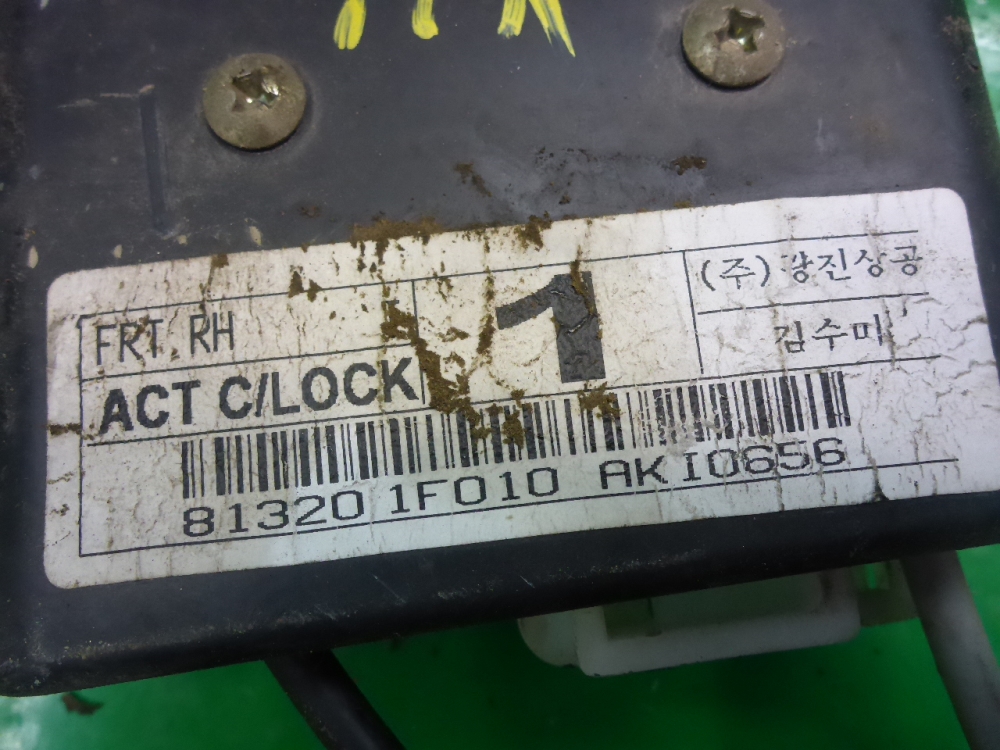 FRT. RH
ACT C/LOCK
1
(주) 광진상공
김수미
81320 1F010 AKI0656